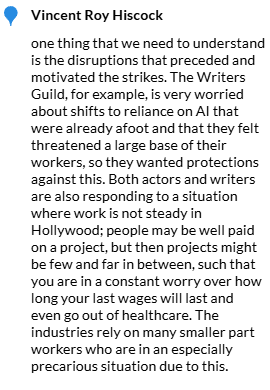 Vincent Roy Hiscock
one thing that we need to understand
is the disruptions that preceded and
motivated the strikes. The Writers
Guild, for example, is very worried
about shifts to reliance on AI that
were already afoot and that they felt
threatened a large base of their
workers, so they wanted protections
against this. Both actors and writers
are also responding to a situation
where work is not steady in
Hollywood; people may be well paid
on a project, but then projects might
be few and far in between, such that
you are in a constant worry over how
long your last wages will last and
even go out of healthcare. The
industries rely on many smaller part
workers who are in an especially
precarious situation due to this.